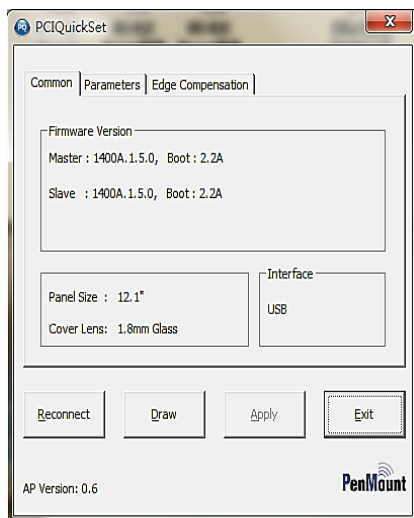 PCIQuickSet
Common Parameters Edge Compensation
Firmware Version
Master : 1400A.1.5.0, Boot : 2.2A
Slave : 1400A.1.5.0, Boot : 2.2A
Panel Size : 12.1"
Cover Lens: 1.8mm Glass
Interface
USB
Reconnect Draw Apply Exit
AP Version: 0.6
PenMount